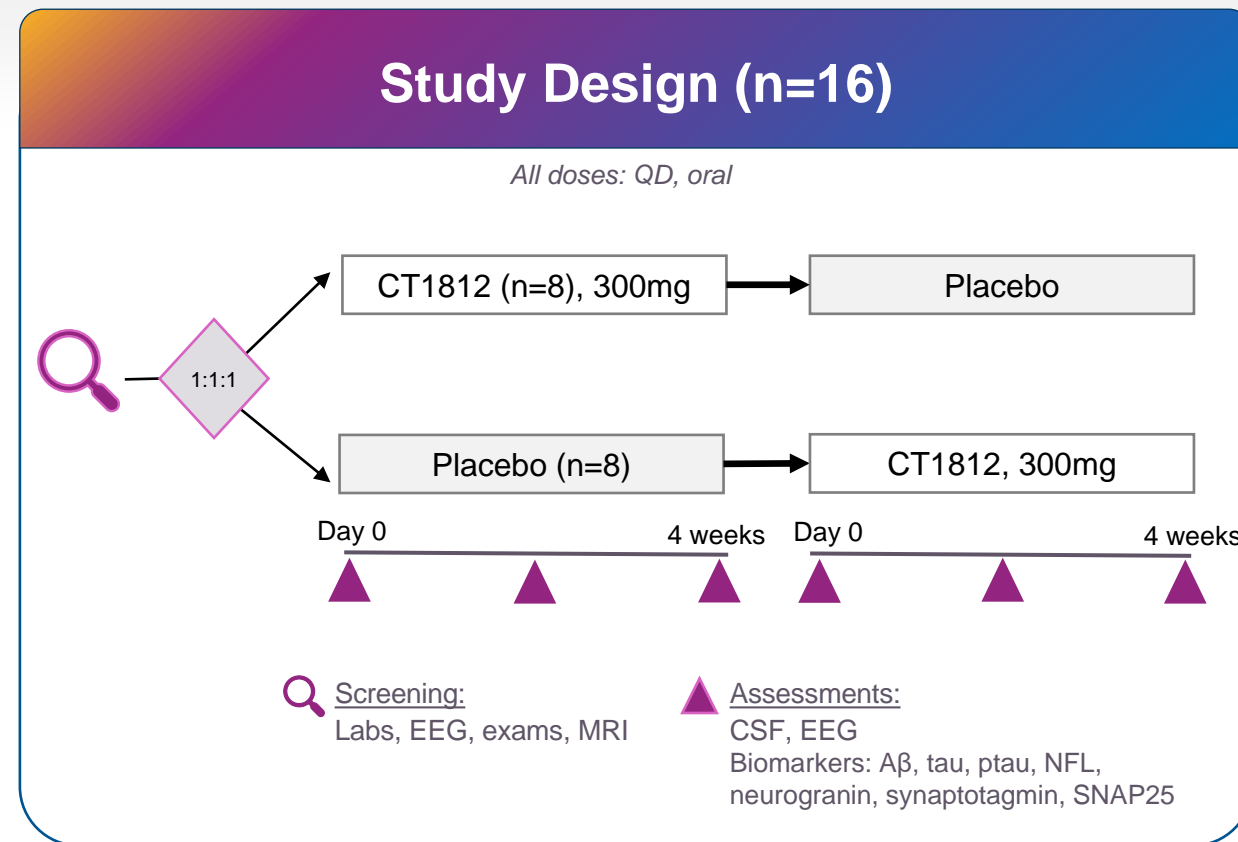 Study Design (n=16)
All doses: QD, oral
CT1812 (n=8), 300mg
Placebo
1:1:1
Placebo (n=8)
CT1812, 300mg
Day 0
4 weeks
Day 0
4 weeks
Screening:
Labs, EEG, exams, MRI
Assessments:
CSF, EEG
Biomarkers: Aβ, tau, ptau, NFL,
neurogranin, synaptotagmin, SNAP25